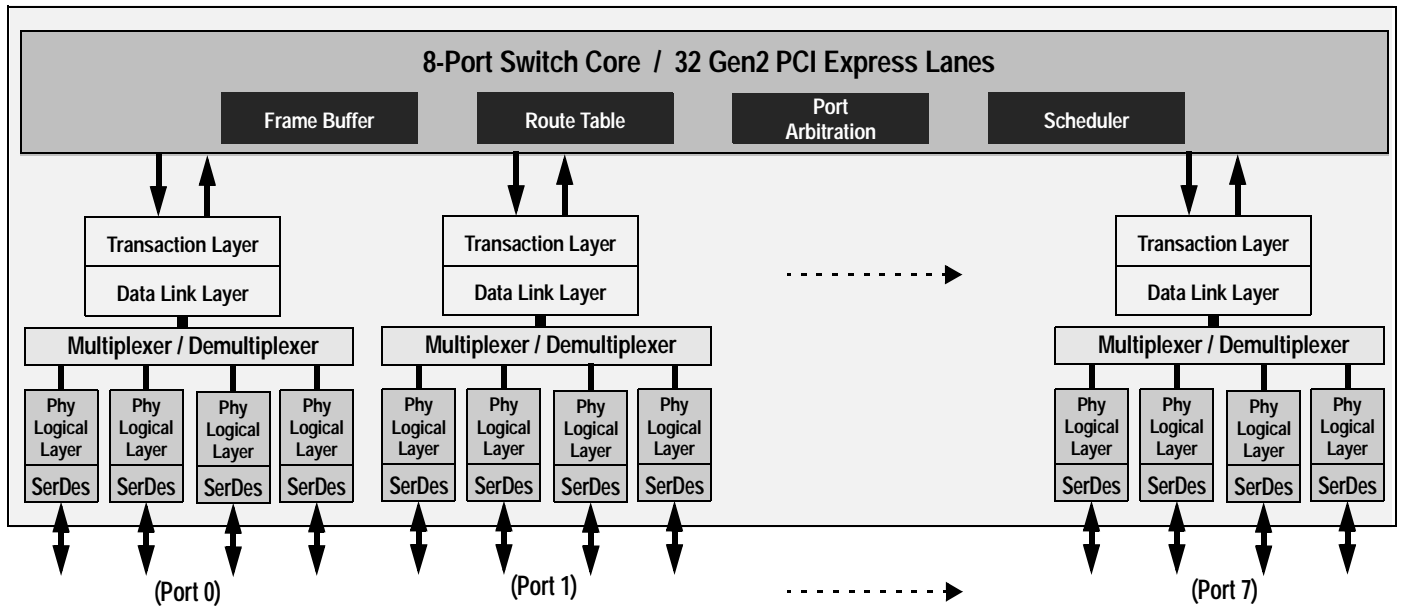 8-Port Switch Core / 32 Gen2 PCI Express Lanes
Frame Buffer
Route Table
Port
Arbitration
Scheduler
Transaction Layer
Data Link Layer
Multiplexer / Demultiplexer
Phy
Logical
Layer
SerDes
Phy
Logical
Layer
SerDes
Phy
Logical
Layer
SerDes
Phy
Logical
Layer
SerDes
(Port 0)
Transaction Layer
Data Link Layer
Multiplexer / Demultiplexer
Phy
Logical
Layer
SerDes
Phy
Logical
Layer
SerDes
Phy
Logical
Layer
SerDes
Phy
Logical
Layer
SerDes
(Port 1)
Transaction Layer
Data Link Layer
Multiplexer / Demultiplexer
Phy
Logical
Layer
SerDes
Phy
Logical
Layer
SerDes
Phy
Logical
Layer
SerDes
Phy
Logical
Layer
SerDes
(Port 7)